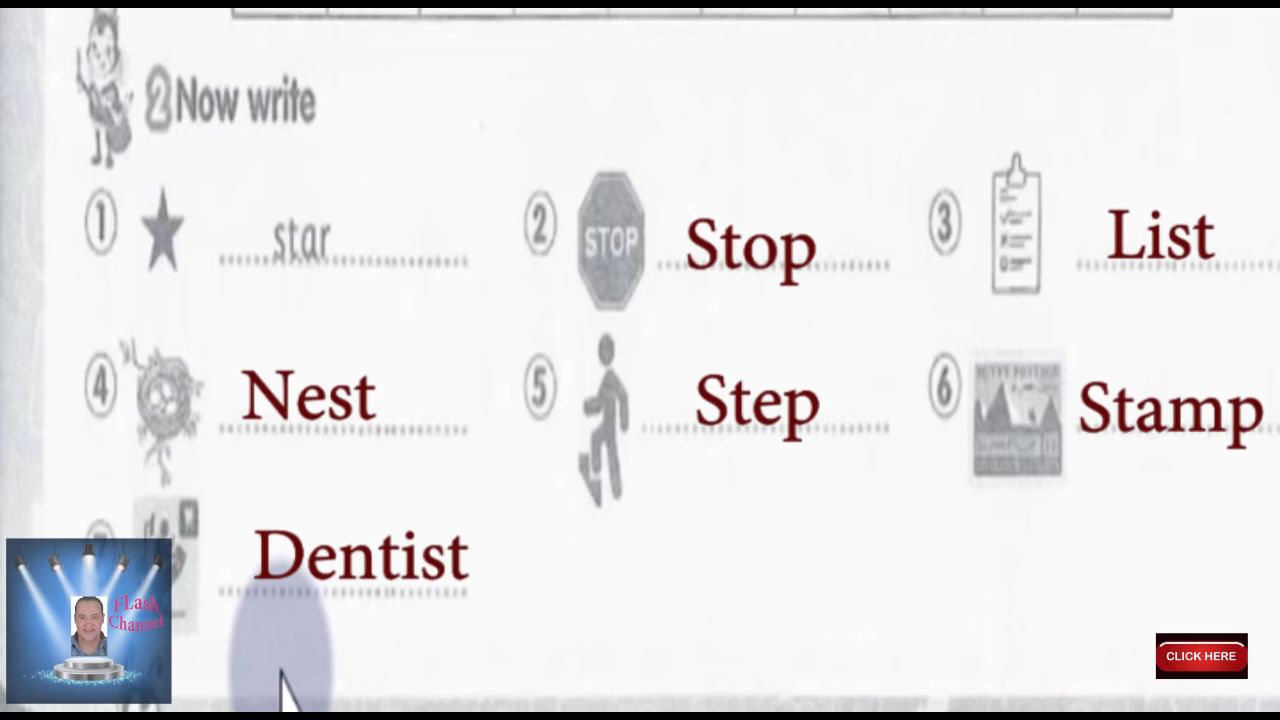 2 Now write
1 star
2 STOP Stop
3 List
4 Nest
5 Step
6 Stamp
Dentist
FLash
Channel
CLICK HERE